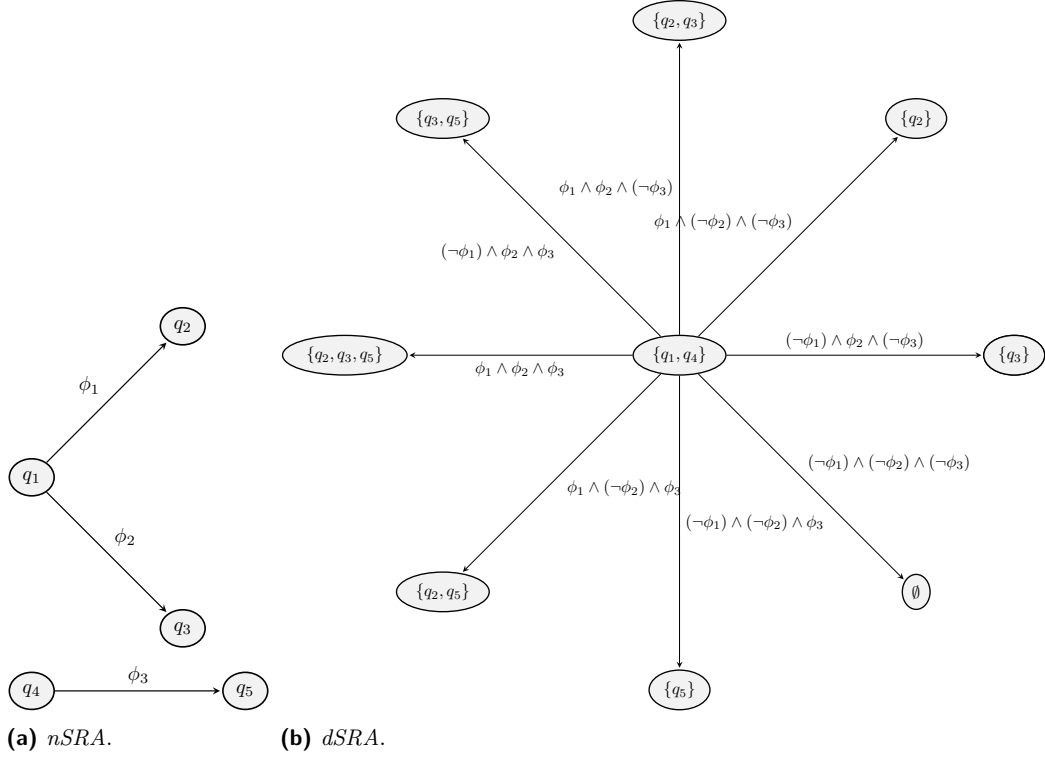 {q₂, q₃}
{q₃, q₅}
{q₂}
ϕ₁ ∧ ϕ₂ ∧ (¬ϕ₃)
ϕ₁ ∧ (¬ϕ₂) ∧ (¬ϕ₃)
(¬ϕ₁) ∧ ϕ₂ ∧ ϕ₃
q₂
(¬ϕ₁) ∧ ϕ₂ ∧ (¬ϕ₃)
{q₂, q₃, q₅}
{q₁, q₄}
{q₃}
ϕ₁ ∧ ϕ₂ ∧ ϕ₃
ϕ₁
(¬ϕ₁) ∧ (¬ϕ₂) ∧ (¬ϕ₃)
q₁
ϕ₁ ∧ (¬ϕ₂) ∧ ϕ₃
(¬ϕ₁) ∧ (¬ϕ₂) ∧ ϕ₃
ϕ₂
{q₂, q₅}
∅
q₃
ϕ₃
q₄
q₅
{q₅}
(a) nSRA.
(b) dSRA.